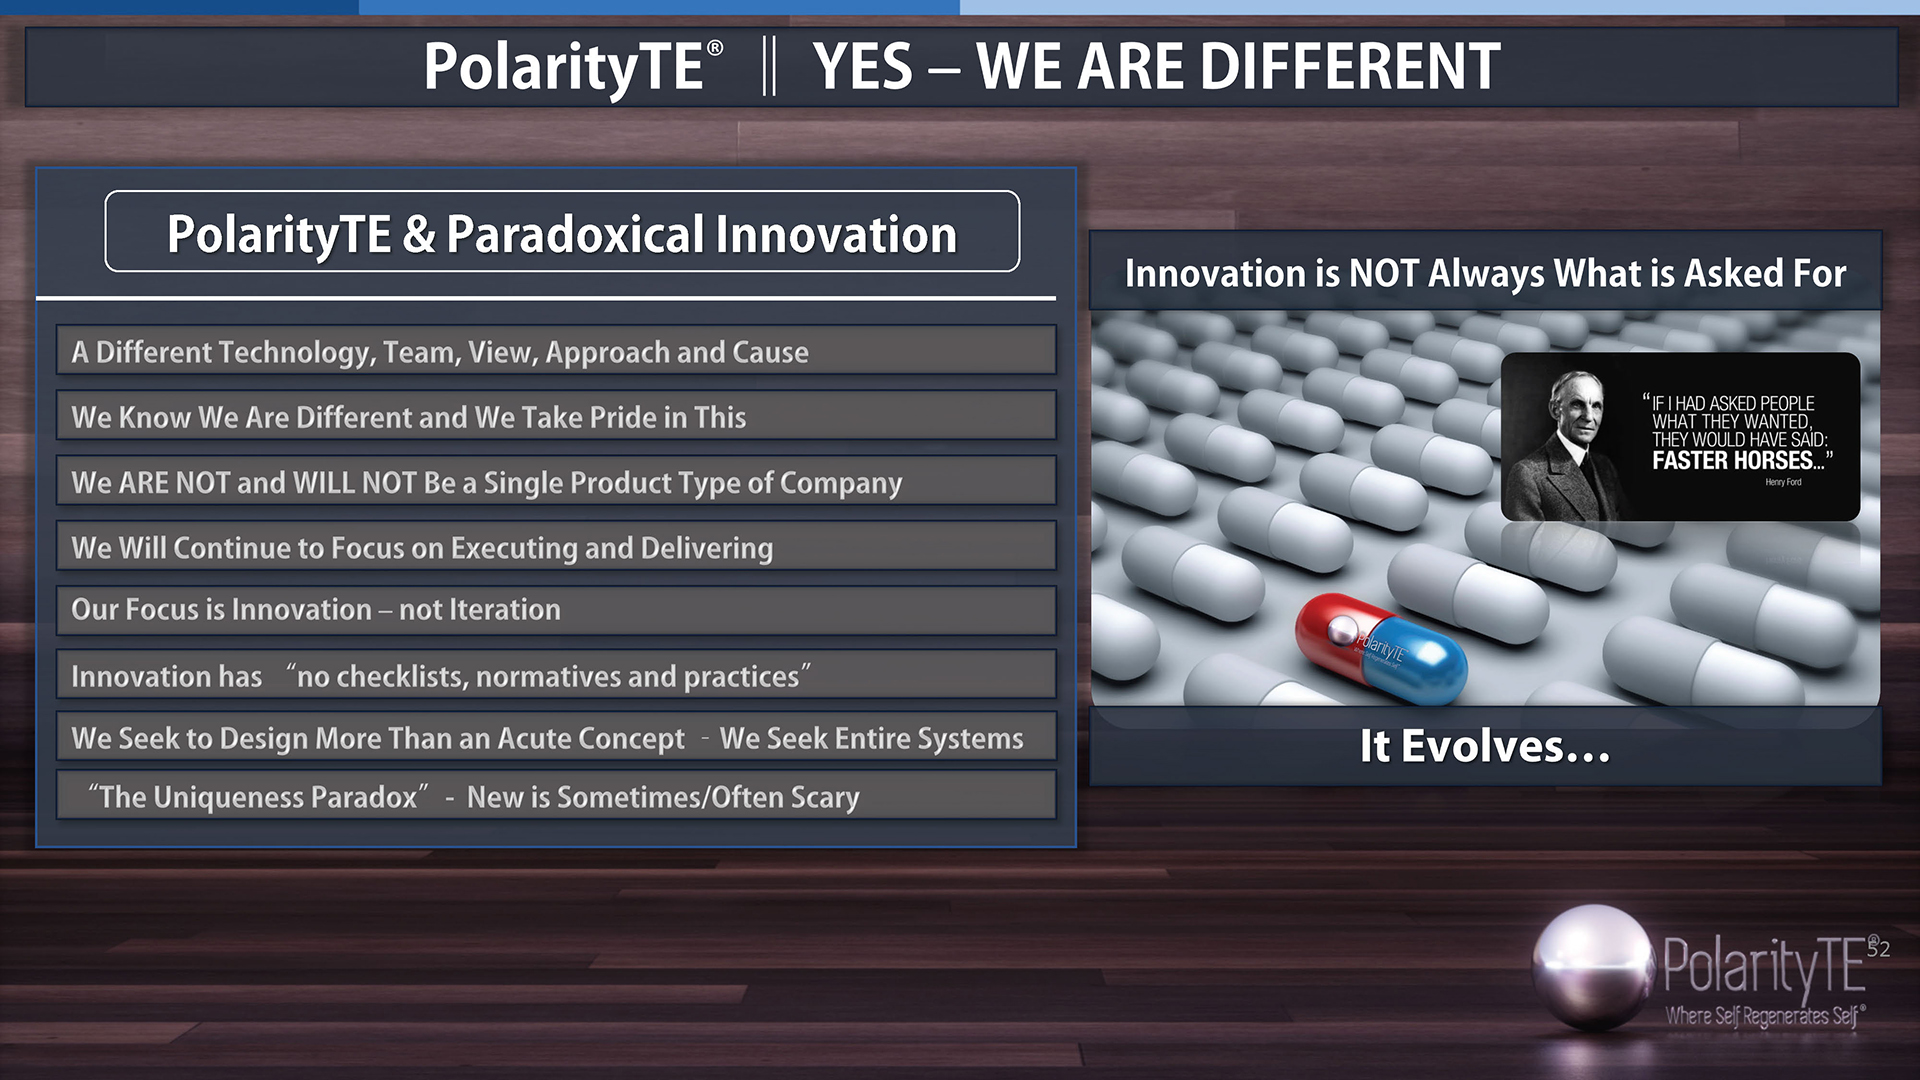 PolarityTE® || YES – WE ARE DIFFERENT
PolarityTE & Paradoxical Innovation
A Different Technology, Team, View, Approach and Cause
We Know We Are Different and We Take Pride in This
We ARE NOT and WILL NOT Be a Single Product Type of Company
We Will Continue to Focus on Executing and Delivering
Our Focus is Innovation – not Iteration
Innovation has “no checklists, normatives and practices”
We Seek to Design More Than an Acute Concept - We Seek Entire Systems
“The Uniqueness Paradox” - New is Sometimes/Often Scary
Innovation is NOT Always What is Asked For
“IF I HAD ASKED PEOPLE
WHAT THEY WANTED,
THEY WOULD HAVE SAID:
FASTER HORSES...”
Henry Ford
PolarityTE
Where Self Regenerates Self
It Evolves...
PolarityTE®
52
Where Self Regenerates Self®